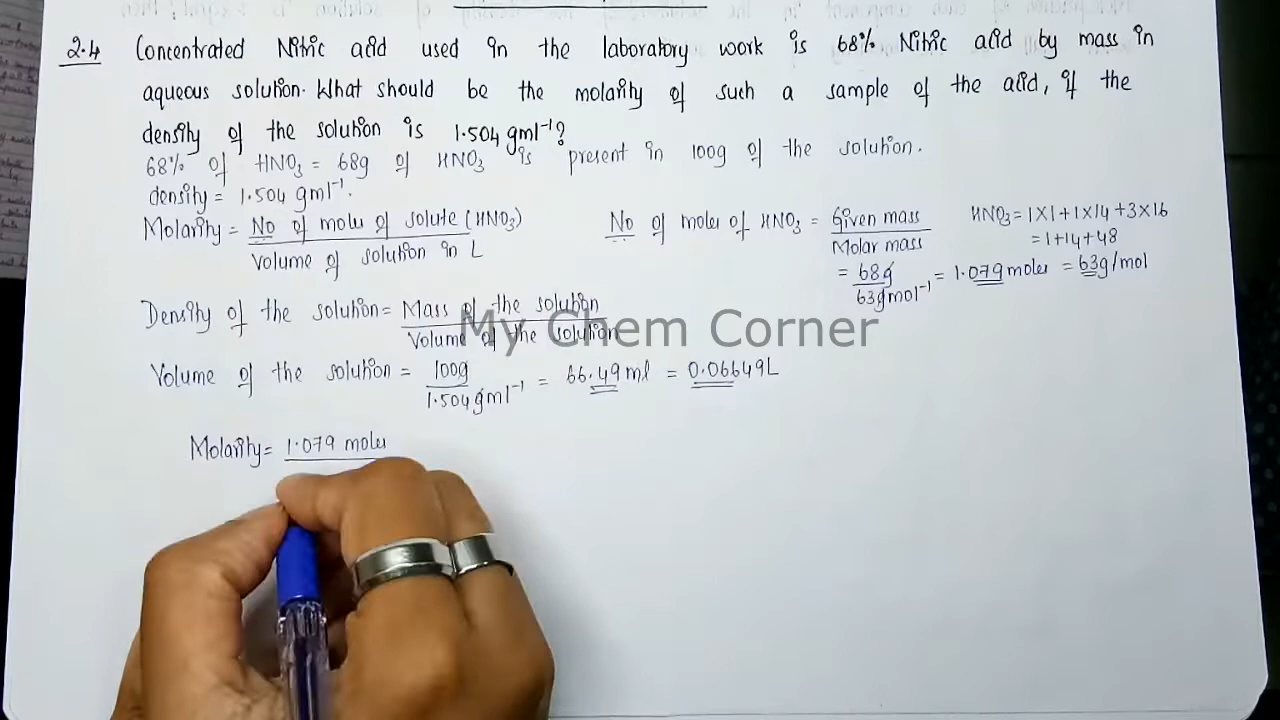 2.4 Concentrated Nitric acid used in the laboratory work is 68% Nitric acid by mass in
aqueous solution. What should be the molarity of such a sample of the acid, if the
density of the solution is 1.504 gml⁻¹?
68% of HNO₃ = 68g of HNO₃ is present in 100g of the solution.
density = 1.504 gml⁻¹.
Molarity = No of moles of solute (HNO₃)
Volume of solution in L
No of moles of HNO₃ = Given mass
Molar mass
= 68g
63gmol⁻¹
= 1.079 moles
HNO₃ = 1×1+1×14+3×16
= 1+14+48
= 63g/mol
Density of the solution = Mass of the solution
Volume of the solution
My Chem Corner
Volume of the solution = 100g
1.504gml⁻¹
= 66.49 ml = 0.06649L
Molarity = 1.079 moles